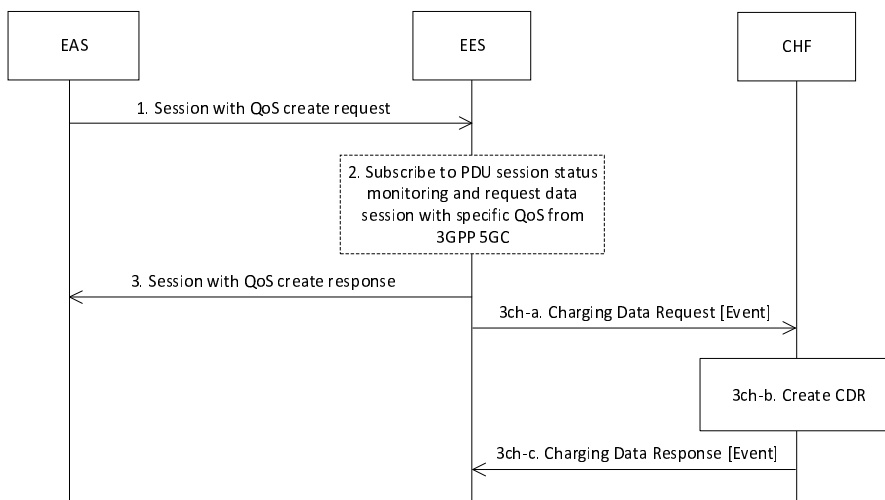 EAS
EES
CHF
1. Session with QoS create request
2. Subscribe to PDU session status
monitoring and request data
session with specific QoS from
3GPP 5GC
3. Session with QoS create response
3ch-a. Charging Data Request [Event]
3ch-b. Create CDR
3ch-c. Charging Data Response [Event]